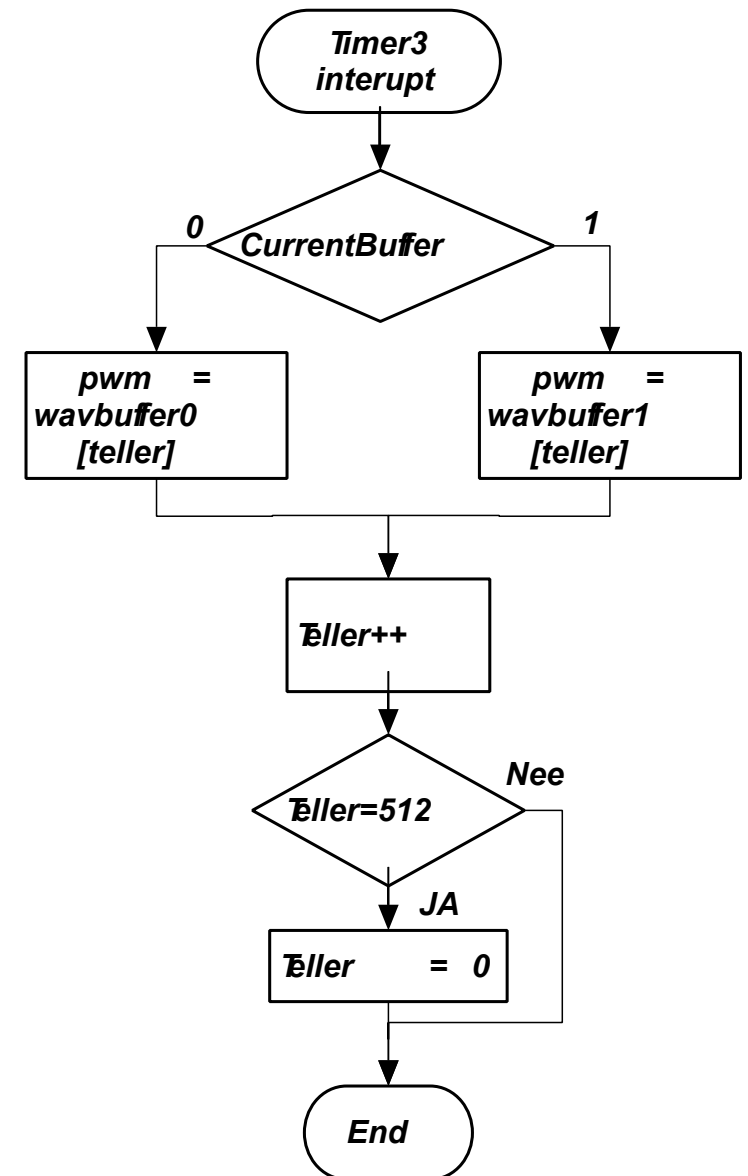 Timer3
interupt
0
1
CurrentBuffer
pwm =
wavbuffer0
[teller]
pwm =
wavbuffer1
[teller]
Teller++
Nee
Teller=512
JA
Teller = 0
End